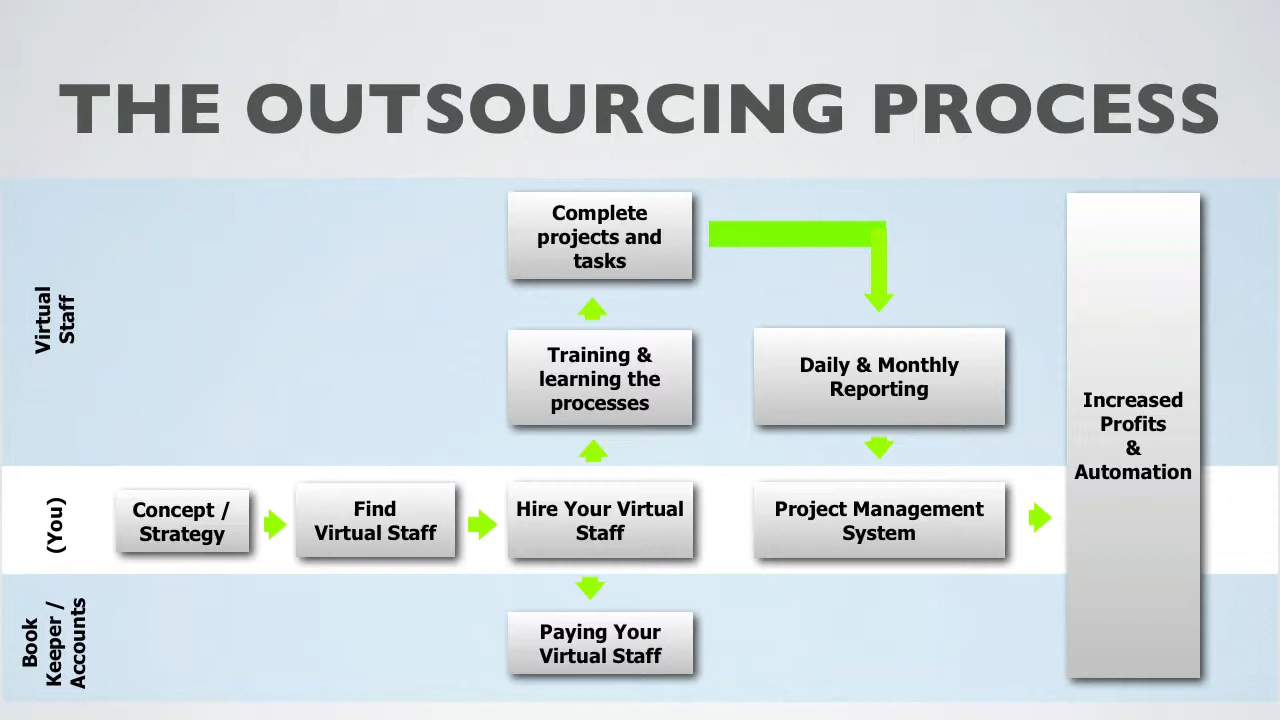 THE OUTSOURCING PROCESS
Virtual
Staff
Complete
projects and
tasks
Training &
learning the
processes
Daily & Monthly
Reporting
Increased
Profits
&
Automation
(You)
Concept /
Strategy
Find
Virtual Staff
Hire Your Virtual
Staff
Project Management
System
Book
Keeper /
Accounts
Paying Your
Virtual Staff